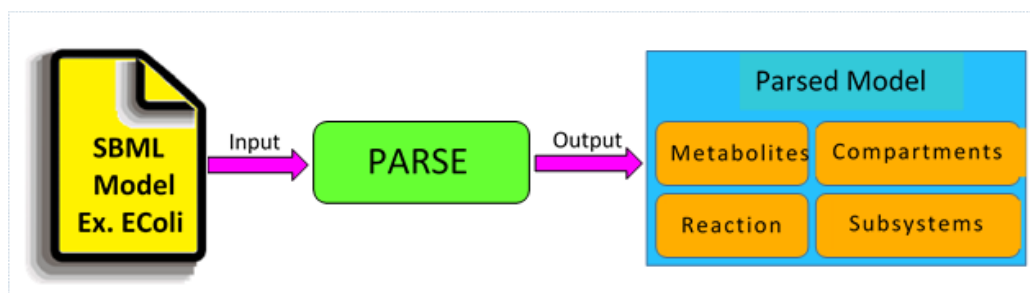 SBML
Model
Ex. EColi
Input
PARSE
Output
Parsed Model
Metabolites
Compartments
Reaction
Subsystems